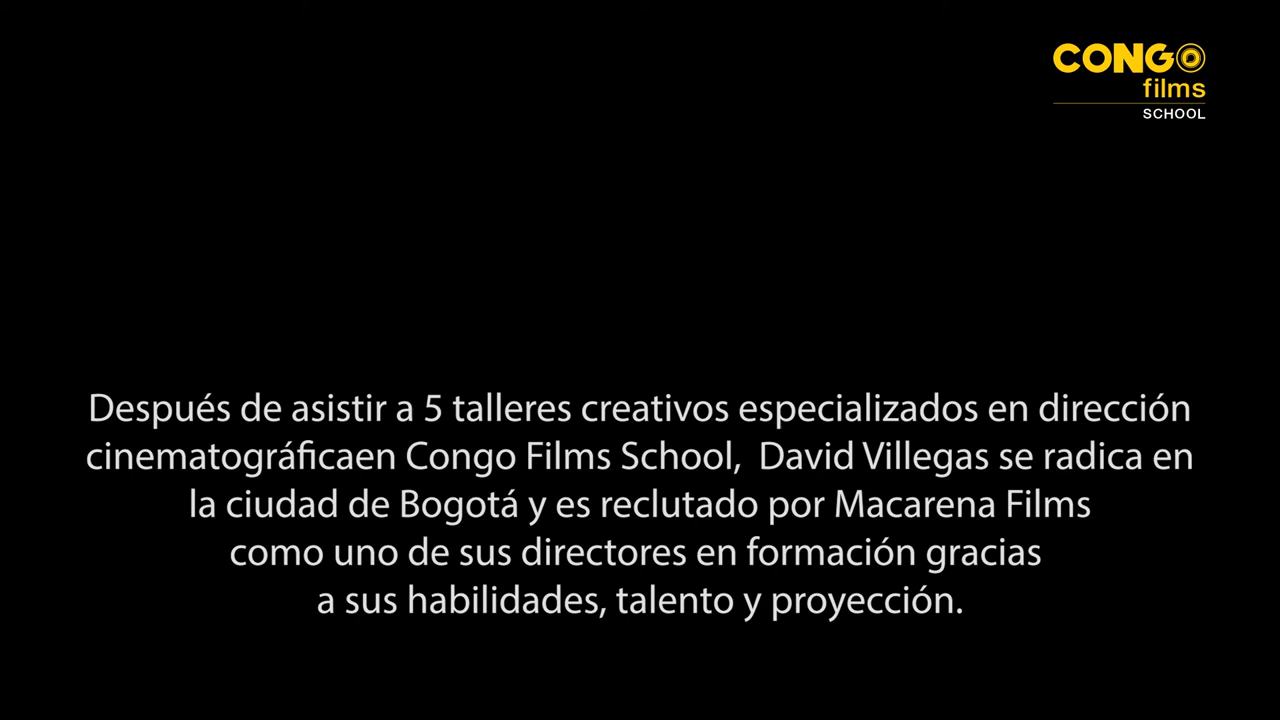 CONGO
films
SCHOOL
Después de asistir a 5 talleres creativos especializados en dirección
cinematográficaen Congo Films School,  David Villegas se radica en
la ciudad de Bogotá y es reclutado por Macarena Films
como uno de sus directores en formación gracias
a sus habilidades, talento y proyección.